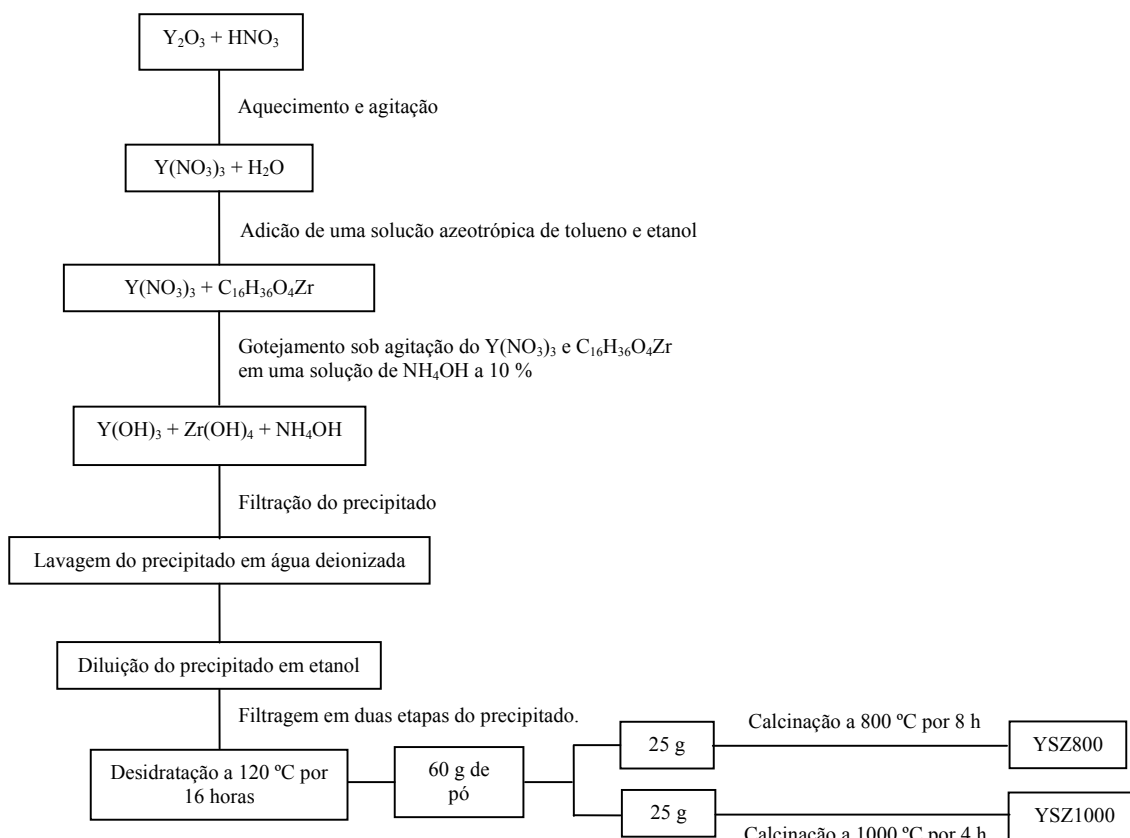 Y₂O₃ + HNO₃
Aquecimento e agitação
Y(NO₃)₃ + H₂O
Adição de uma solução azeotrópica de tolueno e etanol
Y(NO₃)₃ + C₁₆H₃₆O₄Zr
Gotejamento sob agitação do Y(NO₃)₃ e C₁₆H₃₆O₄Zr
em uma solução de NH₄OH a 10 %
Y(OH)₃ + Zr(OH)₄ + NH₄OH
Filtração do precipitado
Lavagem do precipitado em água deionizada
Diluição do precipitado em etanol
Filtragem em duas etapas do precipitado.
Desidratação a 120 ºC por
16 horas
60 g de
pó
25 g
Calcinação a 800 ºC por 8 h
YSZ800
25 g
Calcinação a 1000 ºC por 4 h
YSZ1000